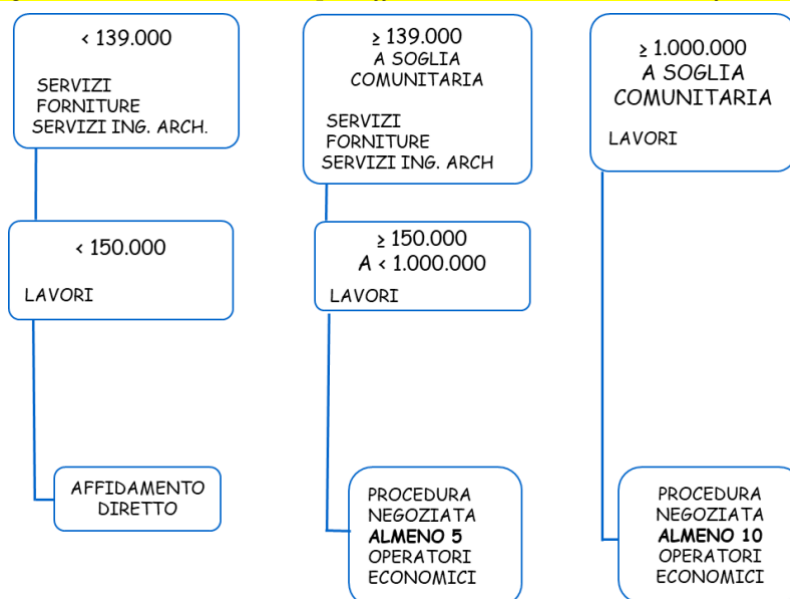 < 139.000
SERVIZI
FORNITURE
SERVIZI ING. ARCH.
< 150.000
LAVORI
AFFIDAMENTO
DIRETTO
≥ 139.000
A SOGLIA
COMUNITARIA
SERVIZI
FORNITURE
SERVIZI ING. ARCH
≥ 150.000
A < 1.000.000
LAVORI
PROCEDURA
NEGOZIATA
ALMENO 5
OPERATORI
ECONOMICI
≥ 1.000.000
A SOGLIA
COMUNITARIA
LAVORI
PROCEDURA
NEGOZIATA
ALMENO 10
OPERATORI
ECONOMICI